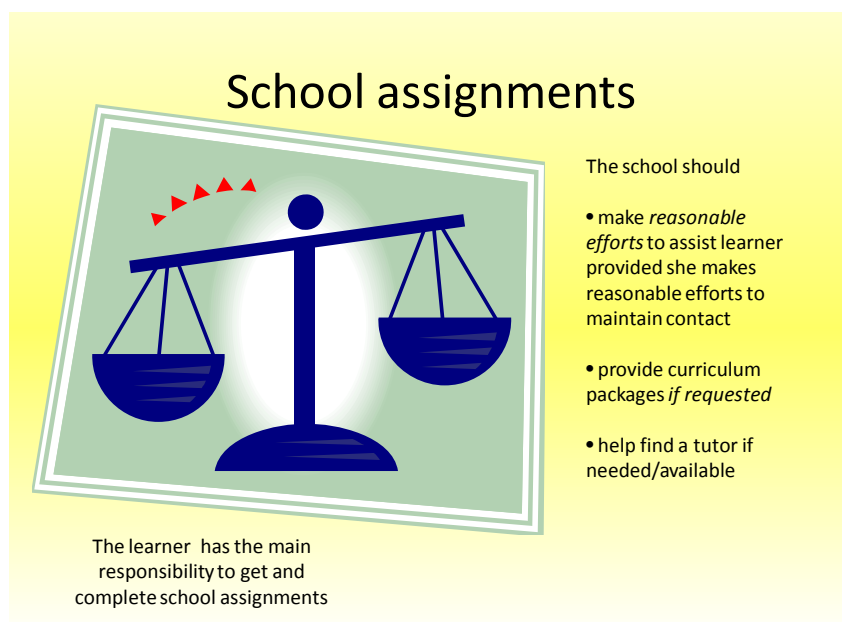 School assignments
The school should
• make reasonable
efforts to assist learner
provided she makes
reasonable efforts to
maintain contact
• provide curriculum
packages if requested
• help find a tutor if
needed/available
The learner has the main
responsibility to get and
complete school assignments